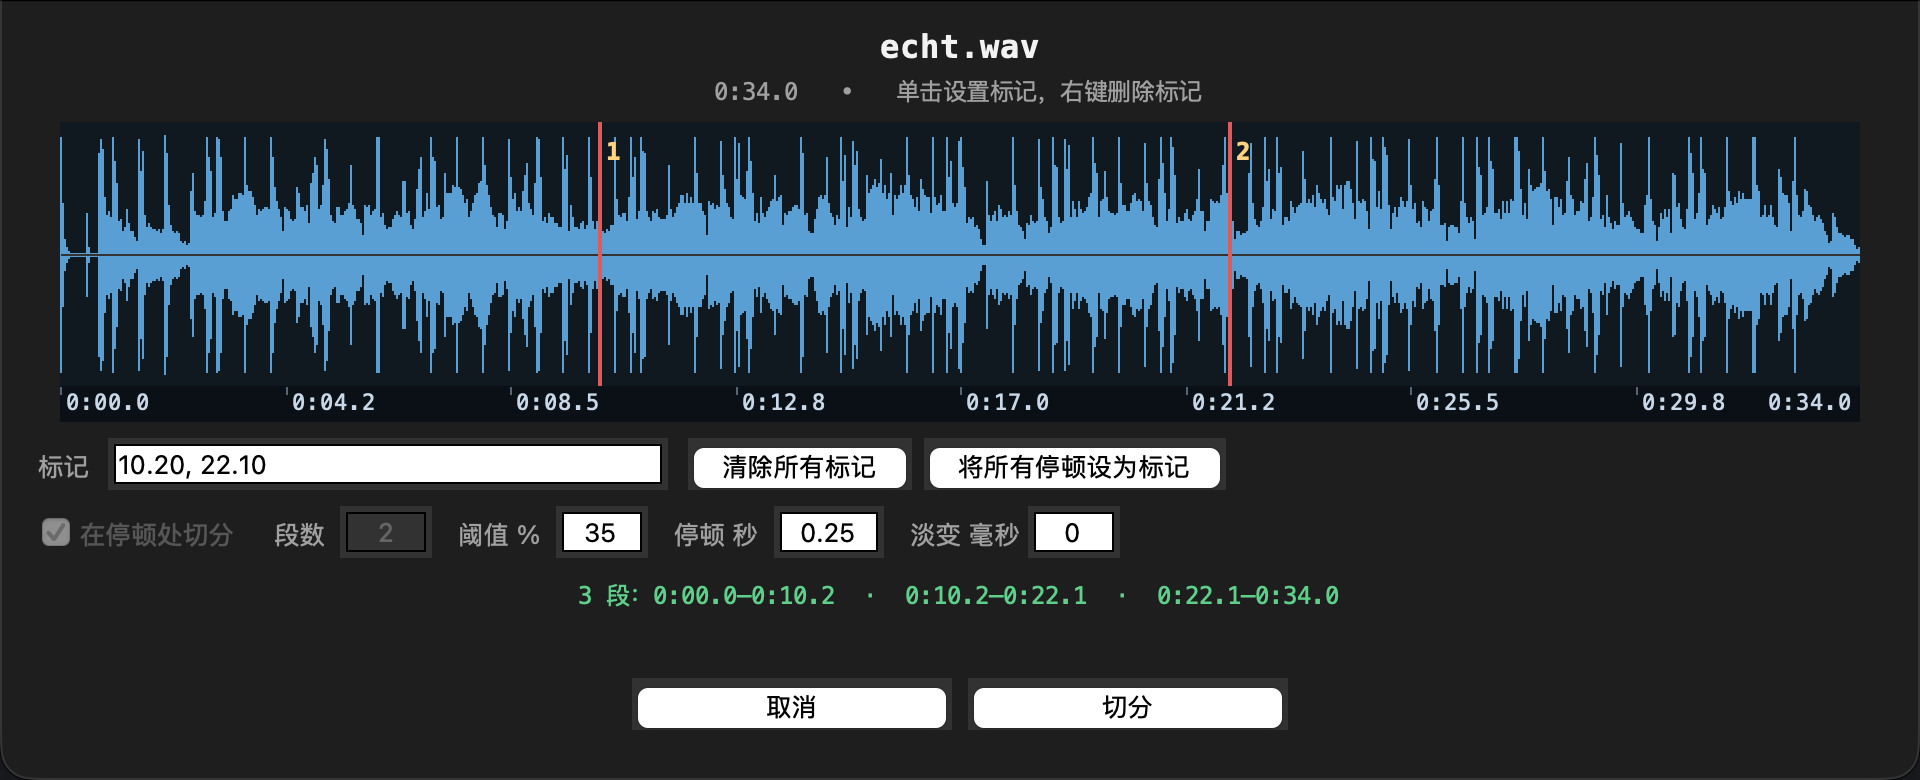 echt.wav
0:34.0 • 单击设置标记，右键删除标记
1 2
0:00.0 0:04.2 0:08.5 0:12.8 0:17.0 0:21.2 0:25.5 0:29.8 0:34.0
标记 10.20, 22.10 清除所有标记 将所有停顿设为标记
在停顿处切分 段数 2 阈值 % 35 停顿 秒 0.25 淡变 毫秒 0
3 段: 0:00.0—0:10.2 · 0:10.2—0:22.1 · 0:22.1—0:34.0
取消 切分